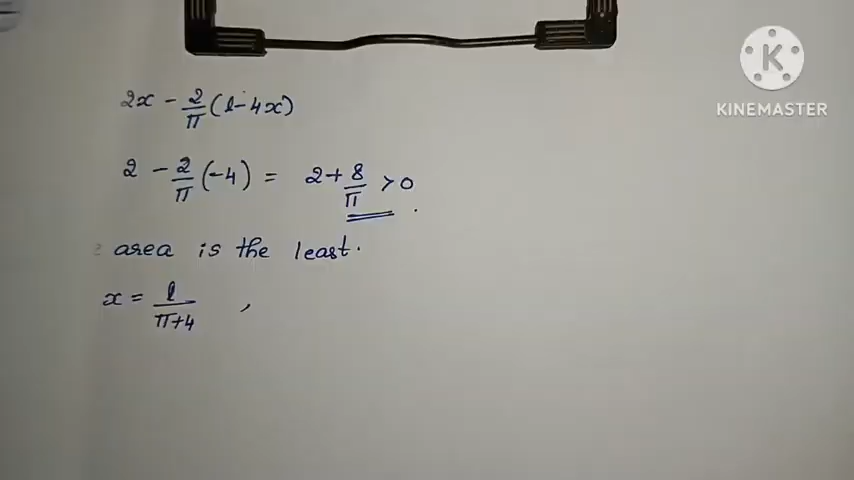 2x - 2/π (l - 4x)
2 - 2/π (-4) = 2 + 8/π > 0.
area is the least.
x = l/π+4 ,
K
KINEMASTER